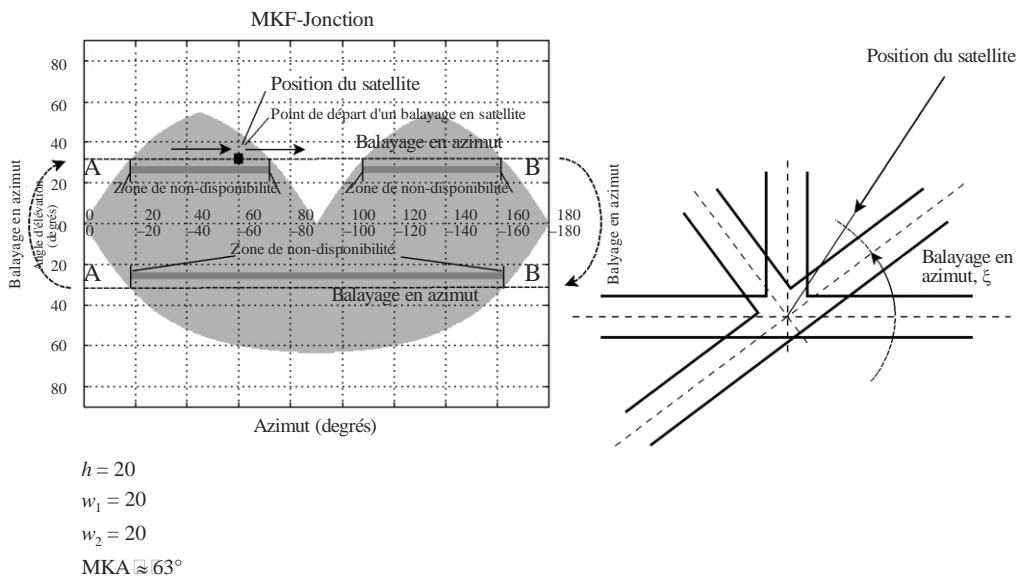 MKF-Jonction
80
60
40
20
0
20
40
60
80
Balayage en azimut
Angle d'élévation
(degrés)
Position du satellite
Point de départ d'un balayage en satellite
Balayage en azimut
A
B
Zone de non-disponibilité
Zone de non-disponibilité
0 20 40 60 80 100 120 140 160 180
–20 –40 –60 –80 –100 –120 –140 –160 –180
Zone de non-disponibilité
A
B
Balayage en azimut
Azimut (degrés)
Balyage en azimut
Position du satellite
Balayage en
azimut, ξ
h = 20
w1 = 20
w2 = 20
MKA ≈ 63°